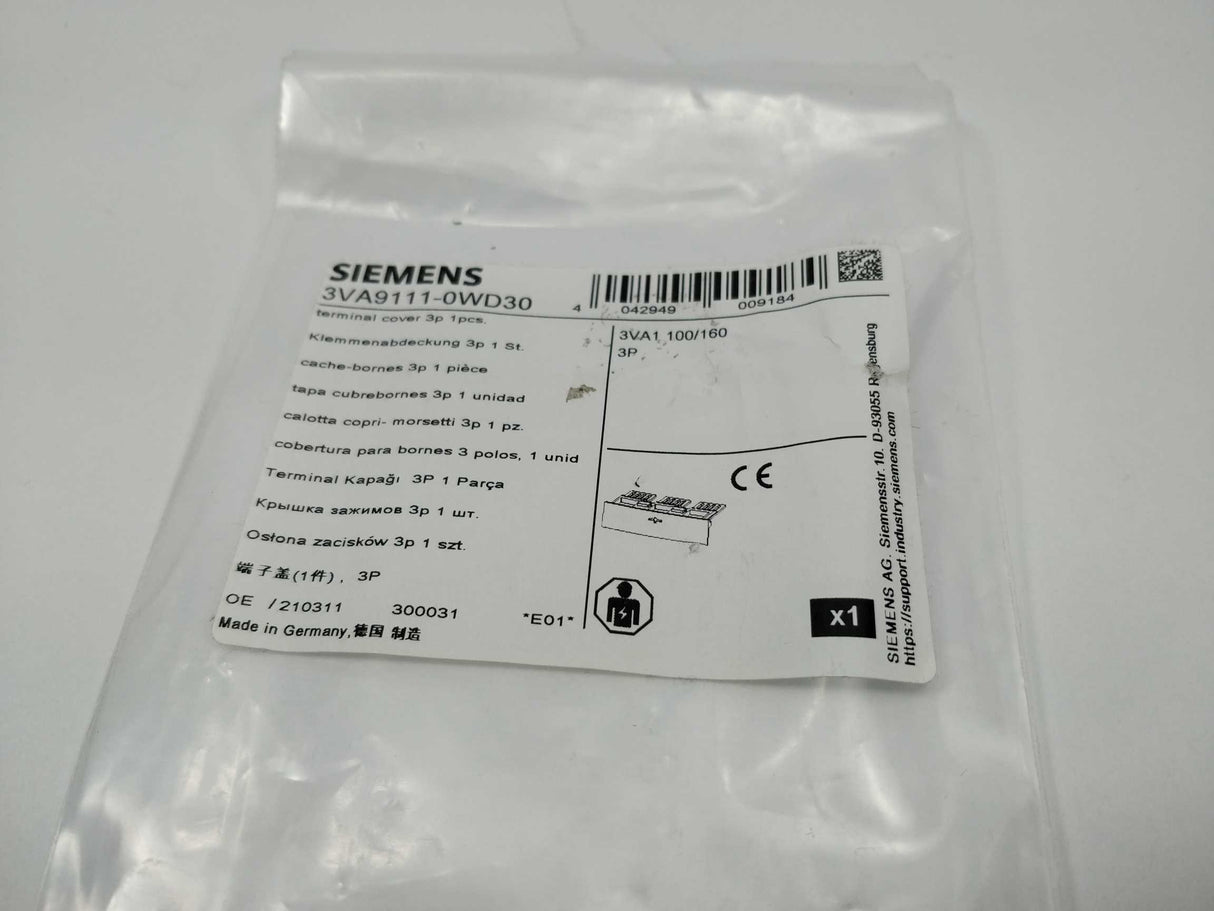 SIEMENS
3VA9111-0WD30
4 042949 009184
terminal cover 3p 1pcs.
Klemmenabdeckung 3p 1 St.
cache-bornes 3p 1 pièce
tapa cubrebornes 3p 1 unidad
calotta copri- morsetti 3p 1 pz.
cobertura para bornes 3 polos, 1 unid
Terminal Kapağı 3P 1 Parça
Крышка зажимов 3p 1 шт.
Osłona zacisków 3p 1 szt.
端子盖(1件), 3P
OE /210311 300031 *E01*
Made in Germany,德国 制造
3VA1 100/160
3P
CE
x1
SIEMENS AG. Siemensstr.10. D-93055
https://support.industry.siemens.com